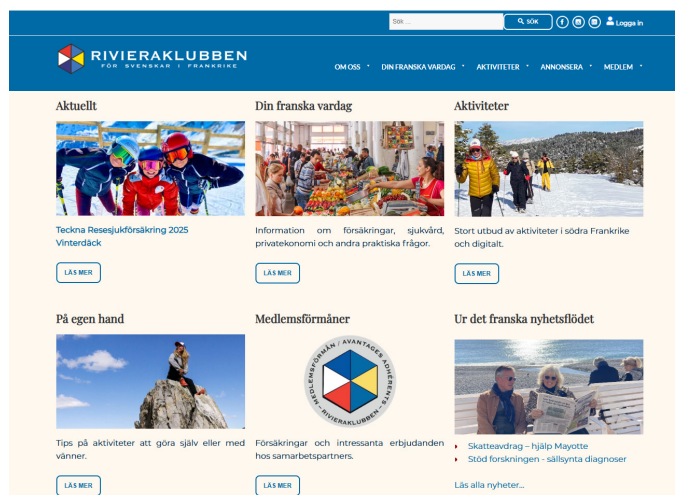 Sök ...
SÖK
Logga in
RIVIERAKLUBBEN
FÖR SVENSKAR I FRANKRIKE
OM OSS
DIN FRANSKA VARDAG
AKTIVITETER
ANNONSERA
MEDLEM
Aktuellt
Teckna Resesjukförsäkring 2025
Vinterdäck
LÄS MER
Din franska vardag
Information om försäkringar, sjukvård,
privatekonomi och andra praktiska frågor.
LÄS MER
Aktiviteter
Stort utbud av aktiviteter i södra Frankrike
och digitalt.
LÄS MER
På egen hand
Tips på aktiviteter att göra själv eller med
vänner.
LÄS MER
Medlemsförmåner
MEDLEMSFÖRMÅN / AVANTAGES ADHÉRENTS
- RIVIERAKLUBBEN -
Försäkringar och intressanta erbjudanden
hos samarbetspartners.
LÄS MER
Ur det franska nyhetsflödet
Skatteavdrag – hjälp Mayotte
Stöd forskningen - sällsynta diagnoser
Läs alla nyheter...